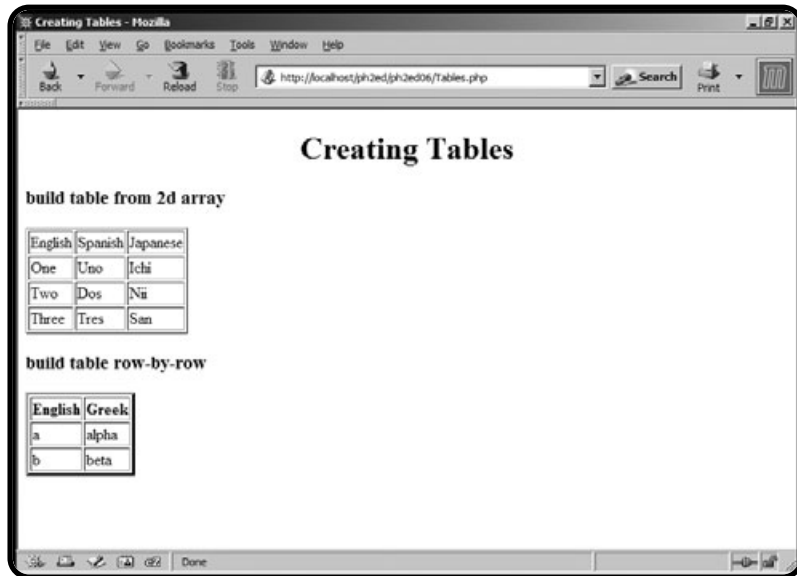 Creating Tables - Mozilla
File Edit View Go Bookmarks Tools Window Help
Back Forward Reload Stop http://localhost/ph2ed/ph2ed06/Tables.php Search Print
Creating Tables
build table from 2d array
English Spanish Japanese
One Uno Ichi
Two Dos Nii
Three Tres San
build table row-by-row
English Greek
a alpha
b beta
Done